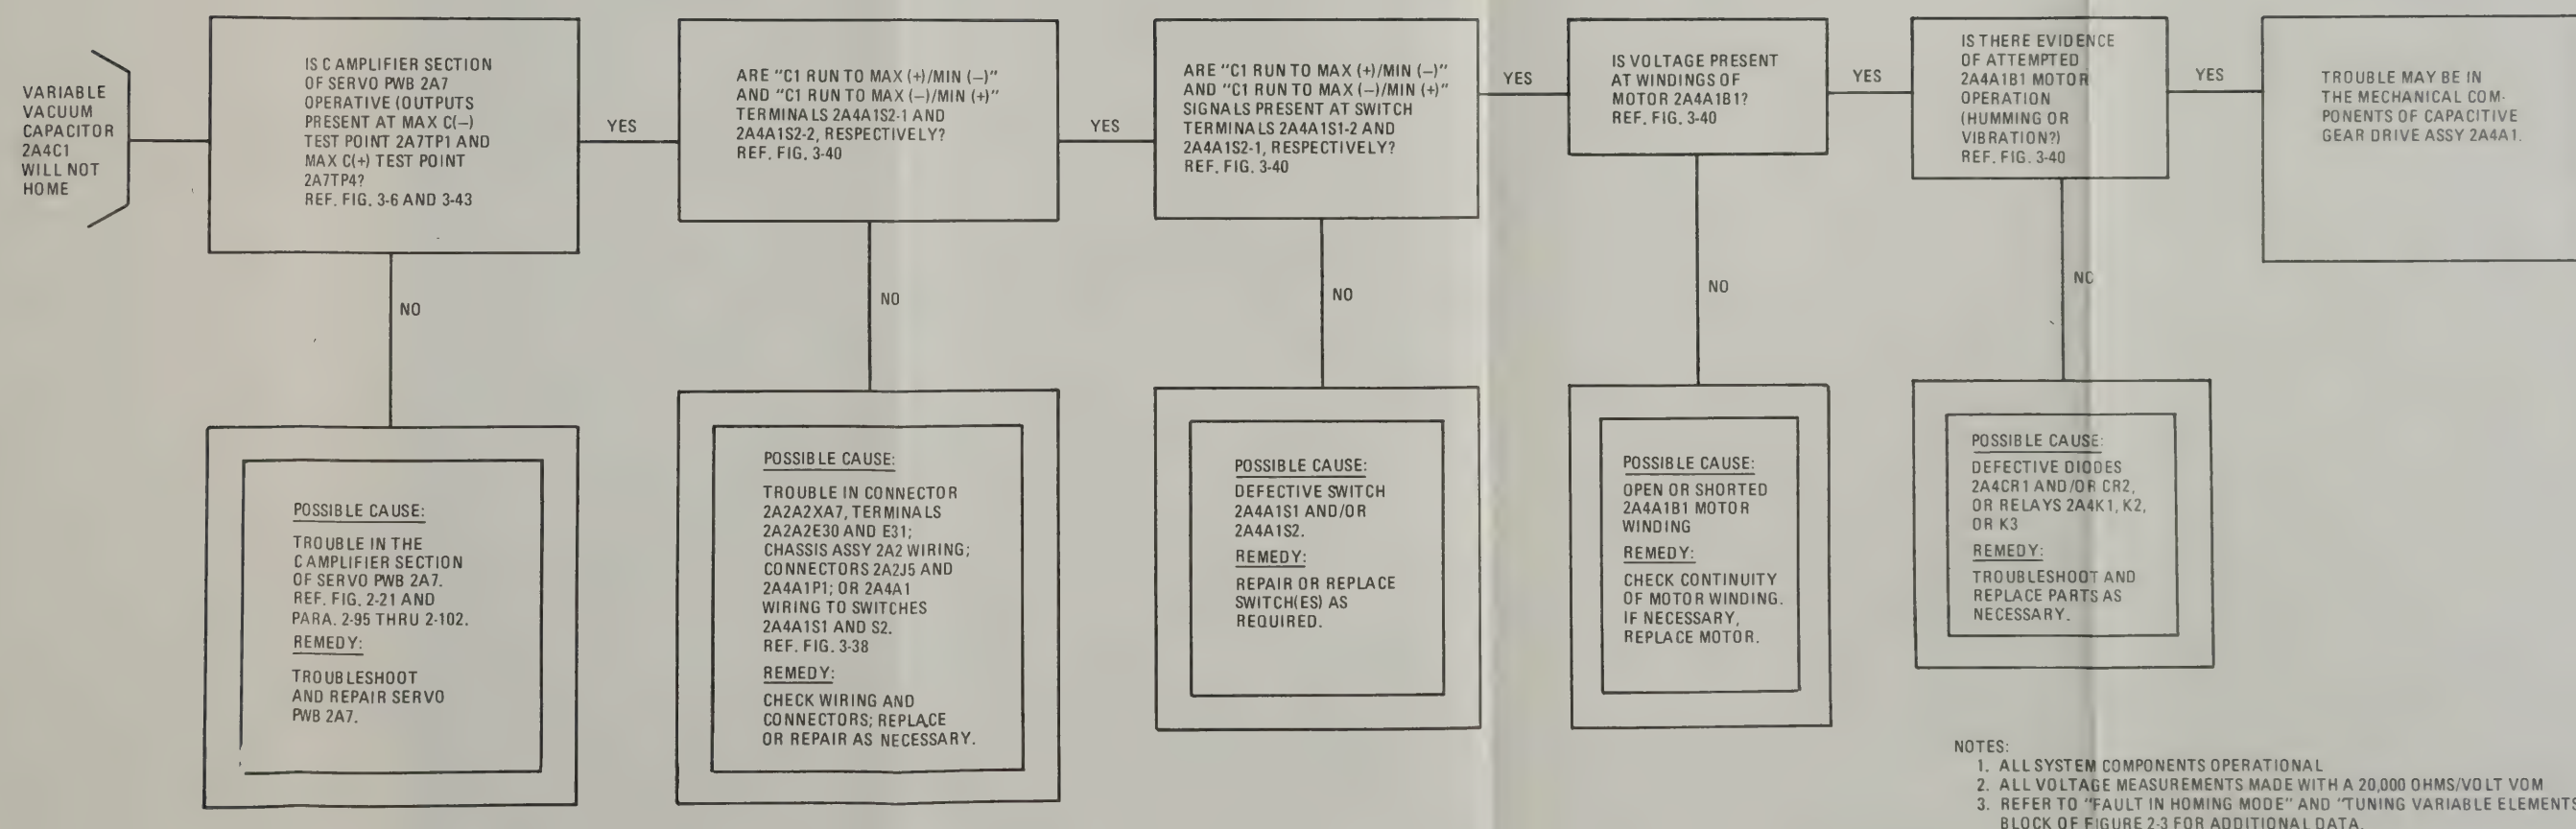 VARIABLE
VACUUM
CAPACITOR
2A4C1
WILL NOT
HOME
IS C AMPLIFIER SECTION
OF SERVO PWB 2A7
OPERATIVE (OUTPUTS
PRESENT AT MAX C(–)
TEST POINT 2A7TP1 AND
MAX C(+) TEST POINT
2A7TP4?
REF. FIG. 3-6 AND 3-43
YES
ARE "C1 RUN TO MAX (+)/MIN (–)"
AND "C1 RUN TO MAX (–)/MIN (+)"
TERMINALS 2A4A1S2-1 AND
2A4A1S2-2, RESPECTIVELY?
REF. FIG. 3-40
YES
ARE "C1 RUN TO MAX (+)/MIN (–)"
AND "C1 RUN TO MAX (–)/MIN (+)"
SIGNALS PRESENT AT SWITCH
TERMINALS 2A4A1S1-2 AND
2A4A1S2-1, RESPECTIVELY?
REF. FIG. 3-40
YES
IS VOLTAGE PRESENT
AT WINDINGS OF
MOTOR 2A4A1B1?
REF. FIG. 3-40
YES
IS THERE EVIDENCE
OF ATTEMPTED
2A4A1B1 MOTOR
OPERATION
(HUMMING OR
VIBRATION?)
REF. FIG. 3-40
YES
TROUBLE MAY BE IN
THE MECHANICAL COM-
PONENTS OF CAPACITIVE
GEAR DRIVE ASSY 2A4A1.
NO
NO
NO
NO
NO
POSSIBLE CAUSE:
TROUBLE IN THE
C AMPLIFIER SECTION
OF SERVO PWB 2A7.
REF. FIG. 2-21 AND
PARA. 2-95 THRU 2-102.
REMEDY:
TROUBLESHOOT
AND REPAIR SERVO
PWB 2A7.
POSSIBLE CAUSE:
TROUBLE IN CONNECTOR
2A2A2XA7, TERMINALS
2A2A2E30 AND E31;
CHASSIS ASSY 2A2 WIRING;
CONNECTORS 2A2J5 AND
2A4A1P1; OR 2A4A1
WIRING TO SWITCHES
2A4A1S1 AND S2.
REF. FIG. 3-38
REMEDY:
CHECK WIRING AND
CONNECTORS; REPLACE
OR REPAIR AS NECESSARY.
POSSIBLE CAUSE:
DEFECTIVE SWITCH
2A4A1S1 AND/OR
2A4A1S2.
REMEDY:
REPAIR OR REPLACE
SWITCH(ES) AS
REQUIRED.
POSSIBLE CAUSE:
OPEN OR SHORTED
2A4A1B1 MOTOR
WINDING
REMEDY:
CHECK CONTINUITY
OF MOTOR WINDING.
IF NECESSARY,
REPLACE MOTOR.
POSSIBLE CAUSE:
DEFECTIVE DIODES
2A4CR1 AND/OR CR2,
OR RELAYS 2A4K1, K2,
OR K3
REMEDY:
TROUBLESHOOT AND
REPLACE PARTS AS
NECESSARY.
NOTES:
1. ALL SYSTEM COMPONENTS OPERATIONAL
2. ALL VOLTAGE MEASUREMENTS MADE WITH A 20,000 OHMS/VOLT VOM
3. REFER TO "FAULT IN HOMING MODE" AND "TUNING VARIABLE ELEMENTS
BLOCK OF FIGURE 2-3 FOR ADDITIONAL DATA.